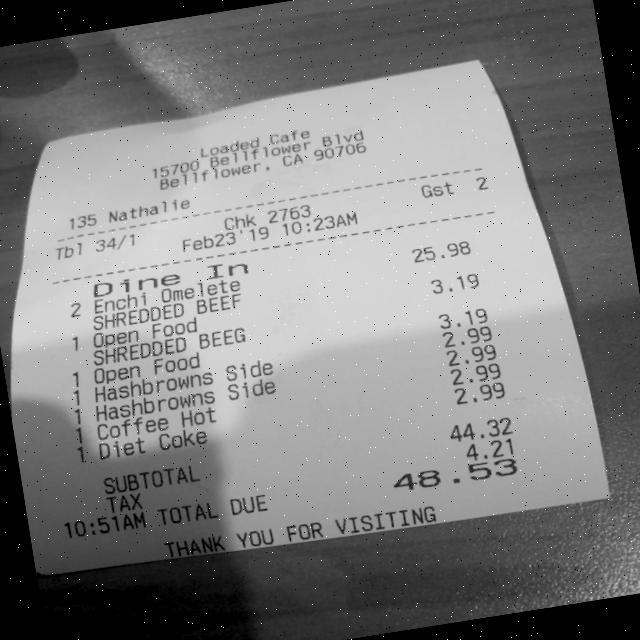 Loaded Cafe
15700 Bellflower Blvd
Bellflower, CA 90706
135 Nathalie
Tbl 34/1 Chk 2763 Gst 2
Feb23'19 10:23AM
Dine In
2 Enchi Omelete 25.98
SHREDDED BEEF
1 Open Food 3.19
SHREDDED BEEG
1 Open Food 3.19
1 Hashbrowns Side 2.99
1 Hashbrowns Side 2.99
1 Coffee Hot 2.99
1 Diet Coke 2.99
SUBTOTAL 44.32
TAX 4.21
10:51AM TOTAL DUE 48.53
THANK YOU FOR VISITING